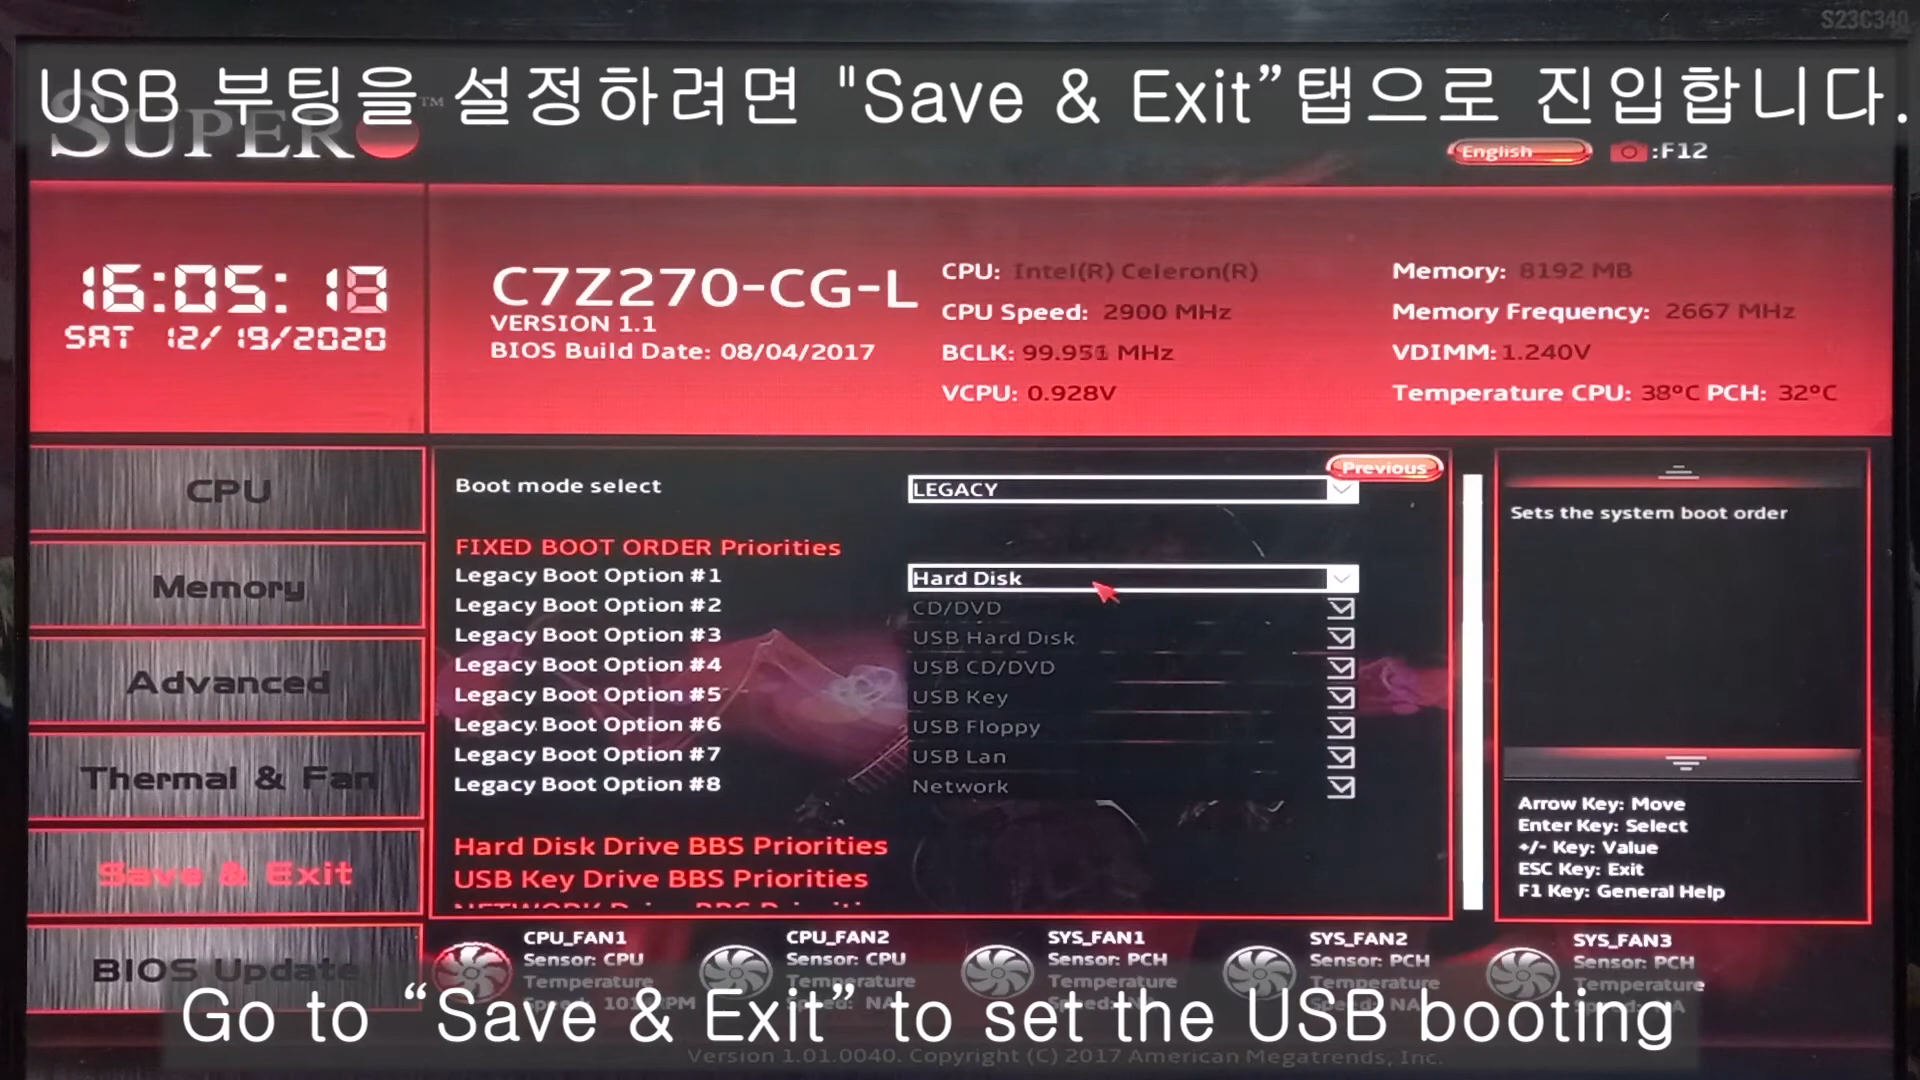 S23C340
USB 부팅을 설정하려면 "Save & Exit”탭으로 진입합니다.
SUPER ™
English :F12
16:05:
SAT 12/19/2020
C7Z270-CG-L
VERSION 1.1
BIOS Build Date: 08/04/2017
CPU: Intel(R) Celeron(R)
CPU Speed: 2900 MHz
BCLK: 99.951 MHz
VCPU: 0.928V
Memory: 8192 MB
Memory Frequency: 2667 MHz
VDIMM: 1.240V
Temperature CPU: 38°C PCH: 32°C
CPU
Memory
Advanced
Thermal & Fan
Save & Exit
BIOS Update
Previous
Boot mode select LEGACY
FIXED BOOT ORDER Priorities
Legacy Boot Option #1 Hard Disk
Legacy Boot Option #2 CD/DVD
Legacy Boot Option #3 USB Hard Disk
Legacy Boot Option #4 USB CD/DVD
Legacy Boot Option #5 USB Key
Legacy Boot Option #6 USB Floppy
Legacy Boot Option #7 USB Lan
Legacy Boot Option #8 Network
Hard Disk Drive BBS Priorities
USB Key Drive BBS Priorities
Sets the system boot order
Arrow Key: Move
Enter Key: Select
+/- Key: Value
ESC Key: Exit
F1 Key: General Help
CPU_FAN1
Sensor: CPU
Temperature
CPU_FAN2
Sensor: CPU
Temperature
SYS_FAN1
Sensor: PCH
Temperature
SYS_FAN2
Sensor: PCH
Temperature
SYS_FAN3
Sensor: PCH
Temperature
Go to “Save & Exit” to set the USB booting
Version 1.01.0040. Copyright (C) 2017 American Megatrends, Inc.